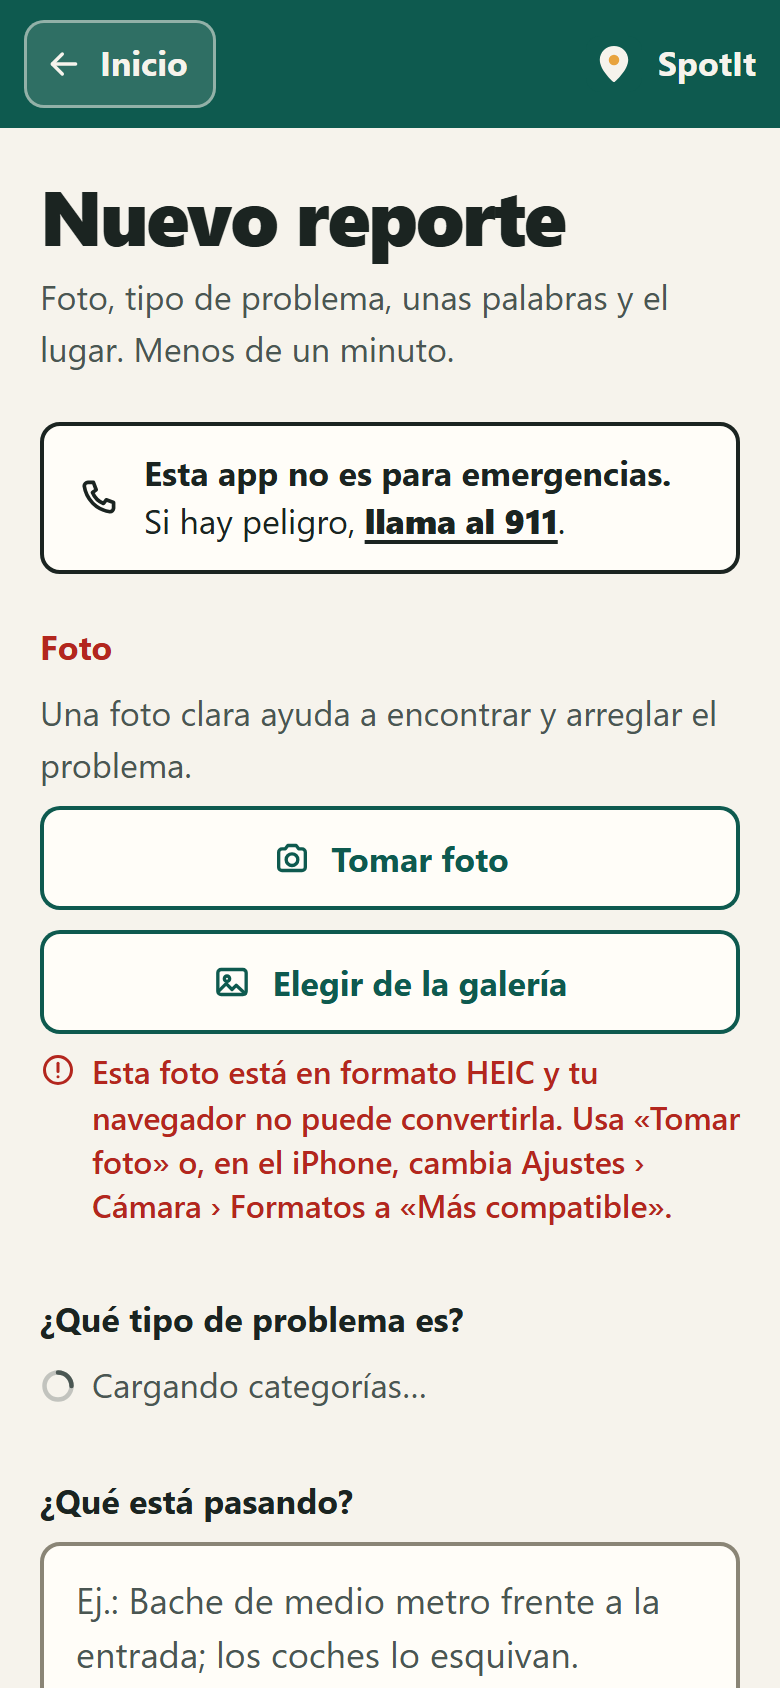 Inicio
SpotIt
Nuevo reporte
Foto, tipo de problema, unas palabras y el
lugar. Menos de un minuto.
Esta app no es para emergencias.
Si hay peligro, llama al 911.
Foto
Una foto clara ayuda a encontrar y arreglar el
problema.
Tomar foto
Elegir de la galería
Esta foto está en formato HEIC y tu
navegador no puede convertirla. Usa «Tomar
foto» o, en el iPhone, cambia Ajustes ›
Cámara › Formatos a «Más compatible».
¿Qué tipo de problema es?
Cargando categorías…
¿Qué está pasando?
Ej.: Bache de medio metro frente a la
entrada; los coches lo esquivan.